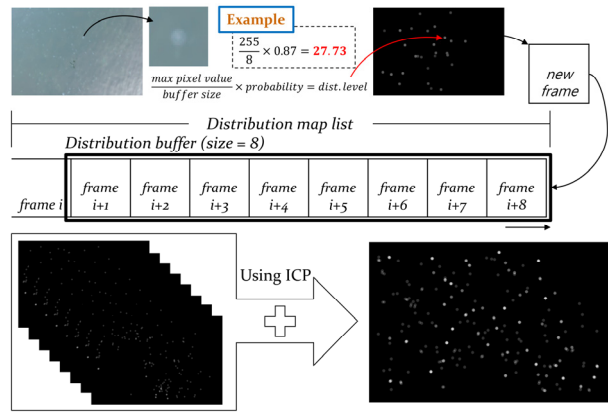 Example
255
8
× 0.87 = 27.73
max pixel value
buffer size
× probability = dist. level
new
frame
Distribution map list
Distribution buffer (size = 8)
frame i
frame
i+1
frame
i+2
frame
i+3
frame
i+4
frame
i+5
frame
i+6
frame
i+7
frame
i+8
Using ICP